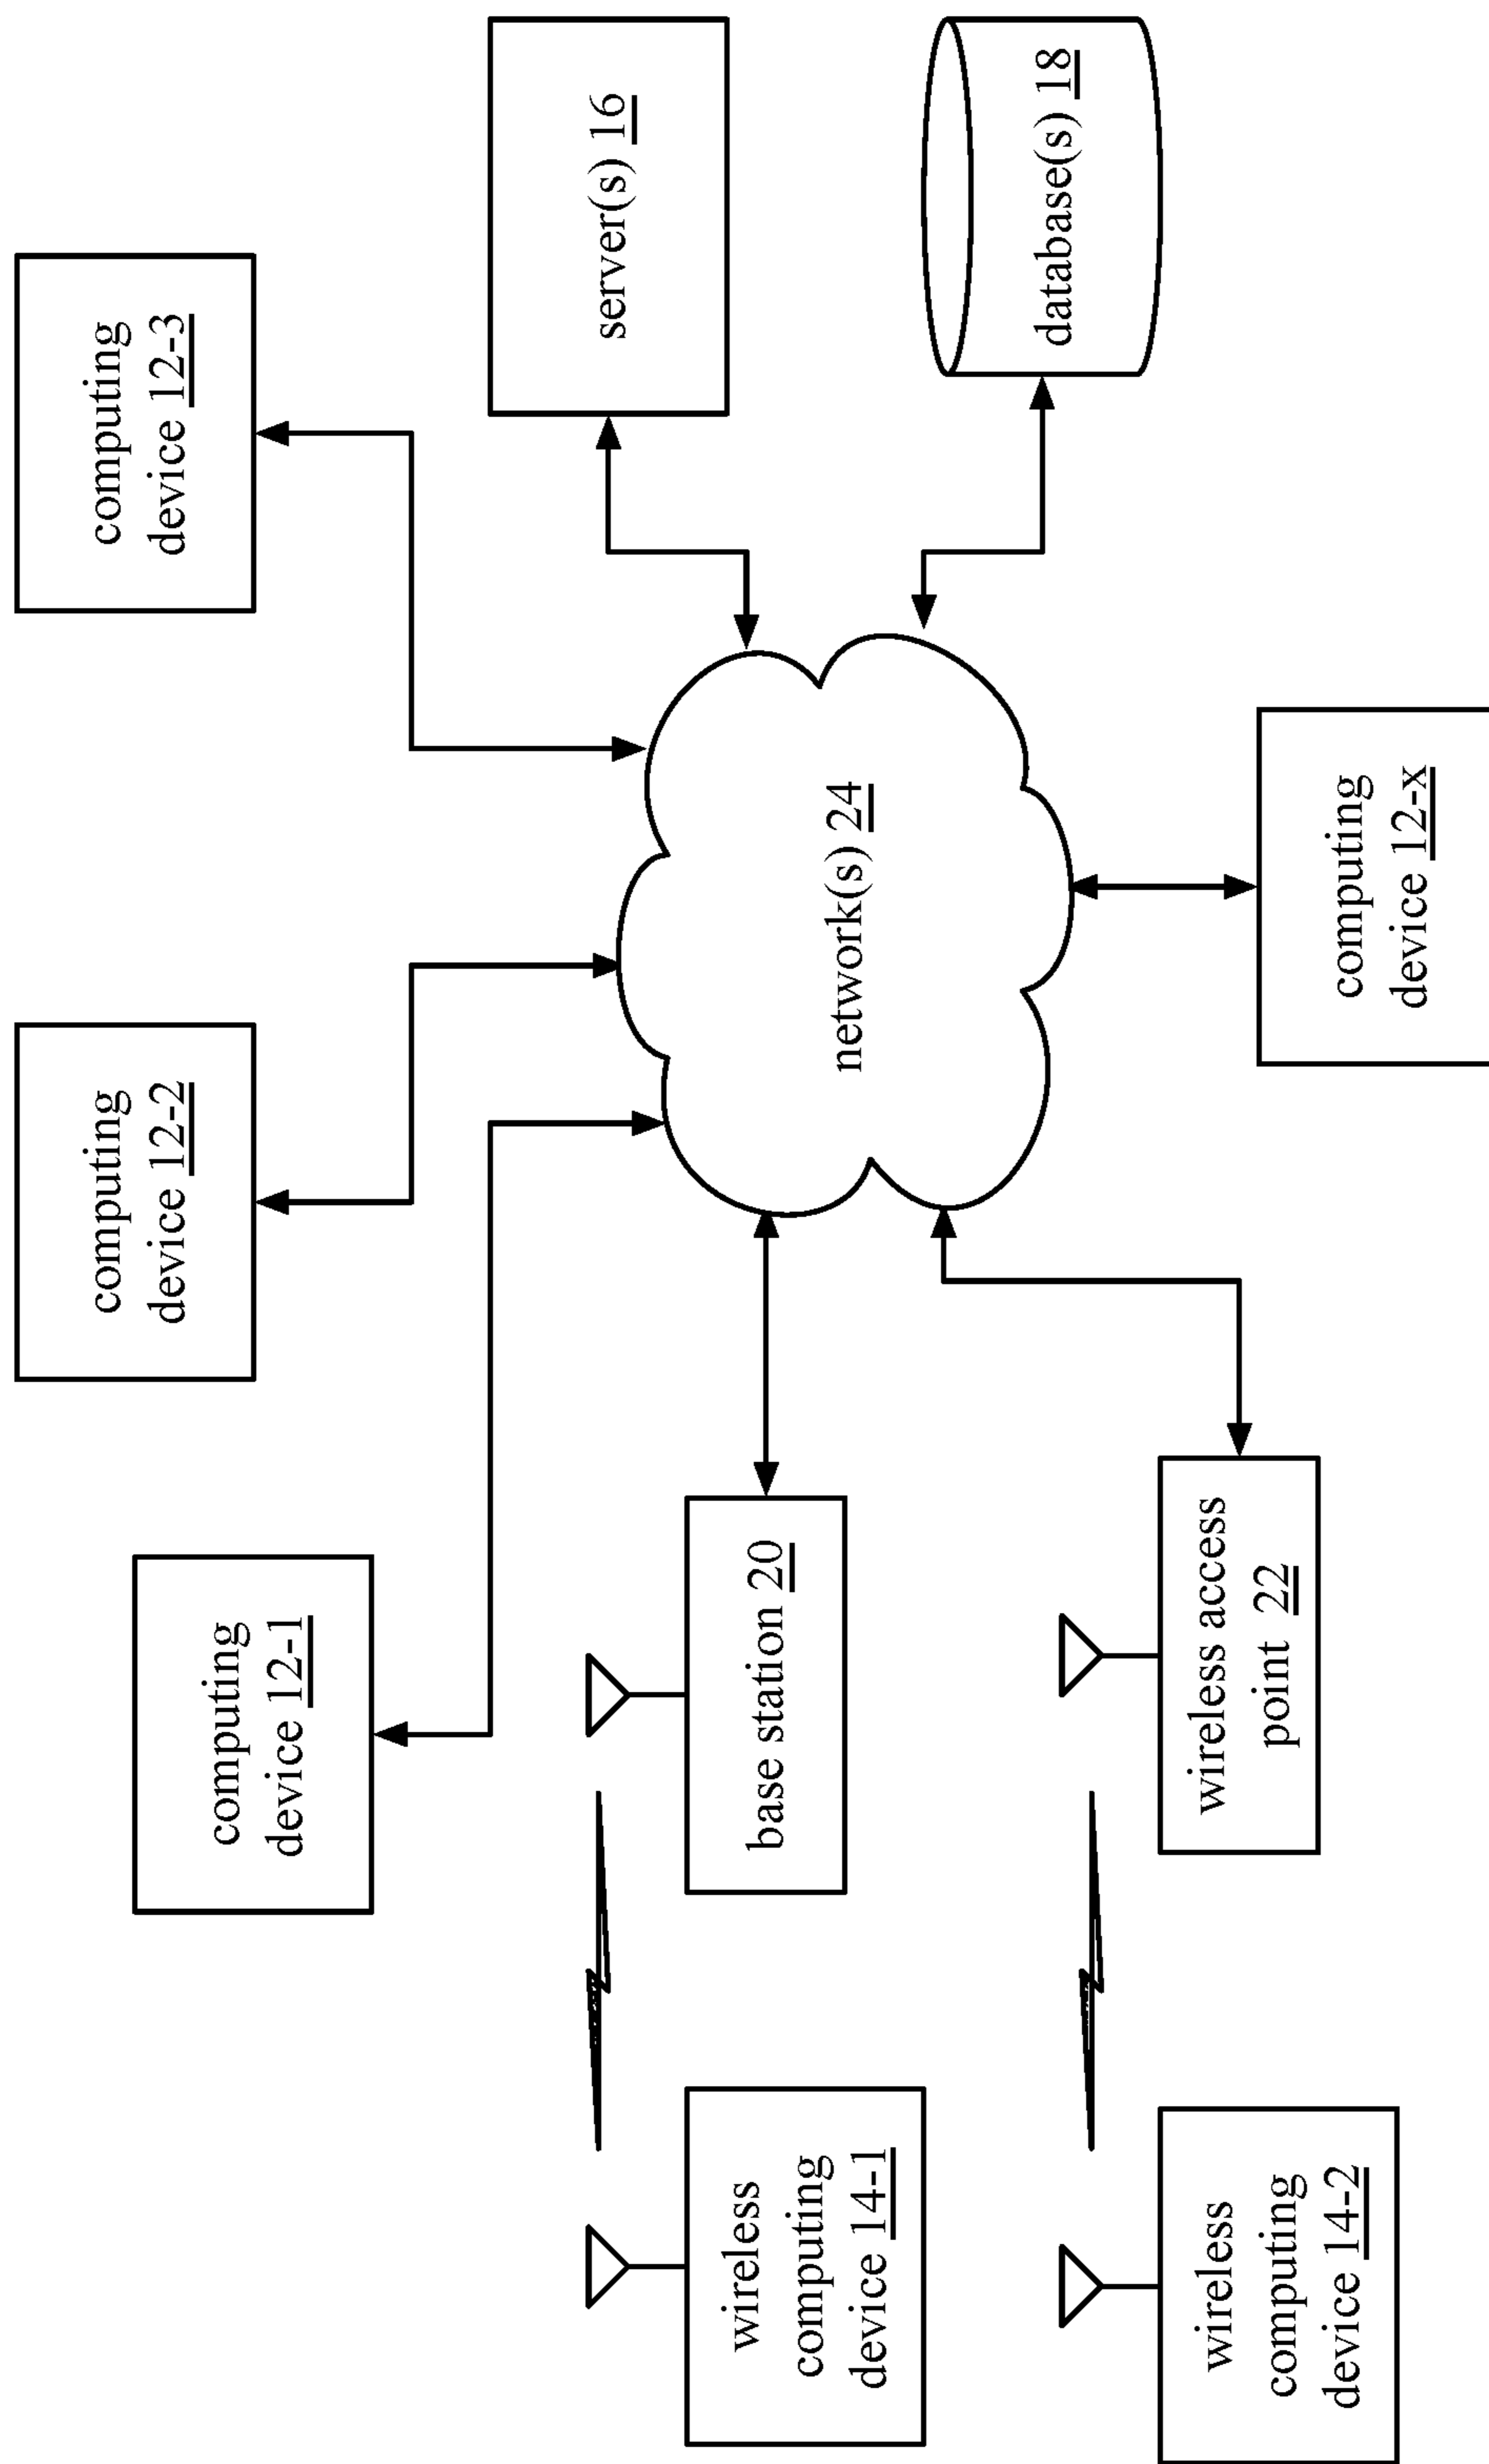 computing
device 12-1
computing
device 12-2
computing
device 12-3
wireless
computing
device 14-1
base station 20
network(s) 24
server(s) 16
wireless
computing
device 14-2
wireless access
point 22
computing
device 12-x
database(s) 18